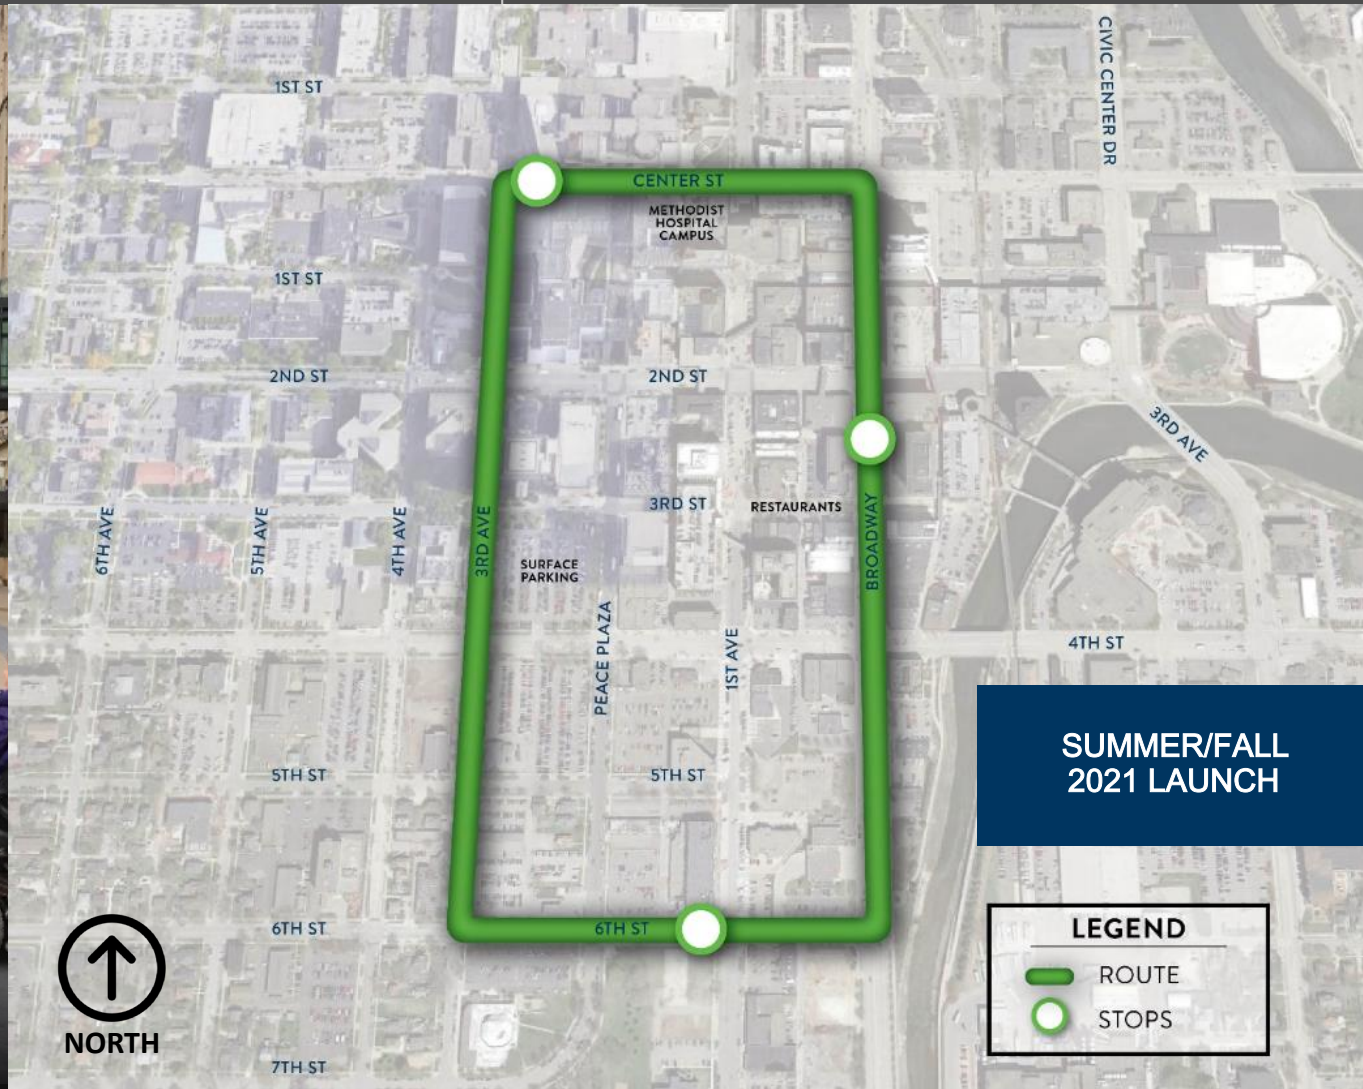 1ST ST
CIVIC CENTER DR
CENTER ST
METHODIST
HOSPITAL
CAMPUS
1ST ST
2ND ST
2ND ST
3RD AVE
3RD ST
RESTAURANTS
6TH AVE
5TH AVE
4TH AVE
3RD AVE
BROADWAY
SURFACE
PARKING
PEACE PLAZA
1ST AVE
4TH ST
SUMMER/FALL
2021 LAUNCH
5TH ST
5TH ST
6TH ST
6TH ST
LEGEND
ROUTE
STOPS
NORTH
7TH ST